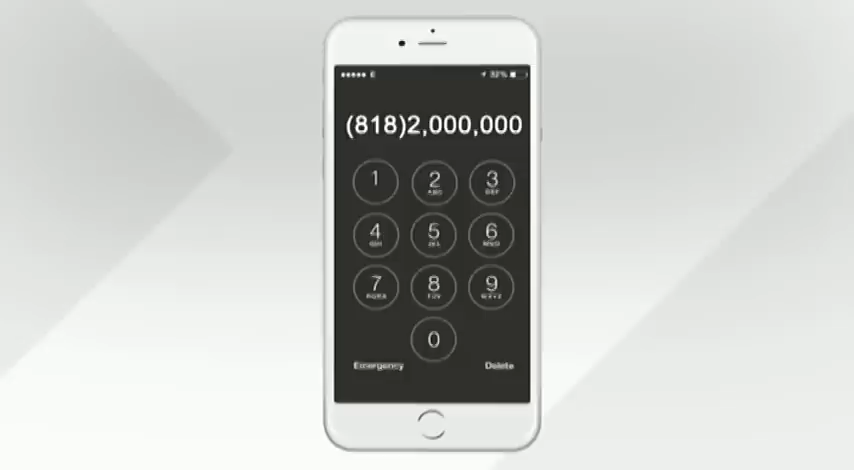 E 32%
(818)2,000,000
1 2 3
ABC DEF
4 5 6
GHI JKL MNO
7 8 9
PQRS TUV WXYZ
0
Emergency Delete